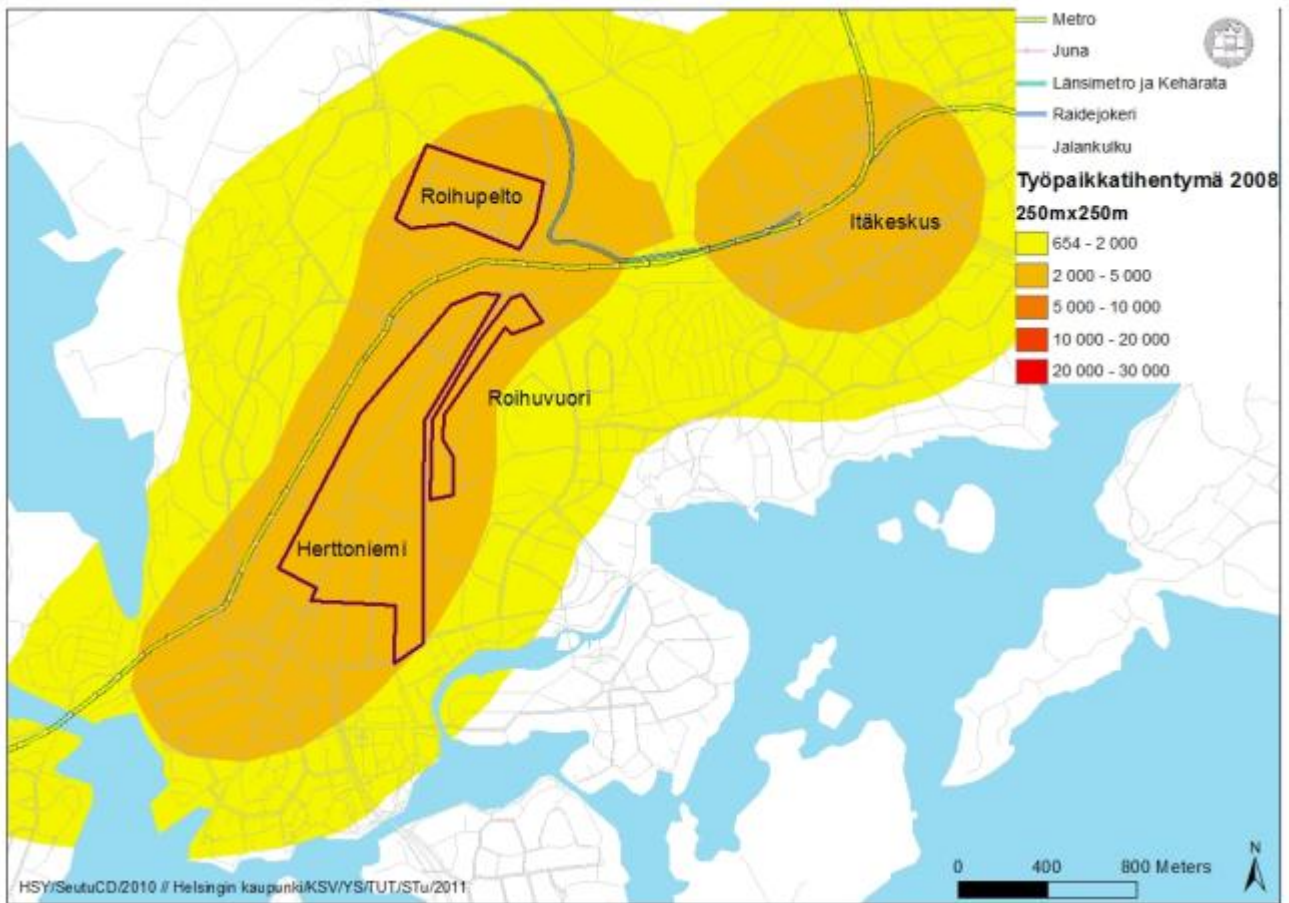 Metro
Juna
Länsimetro ja Kehärata
Raidejokeri
Jalankulku
Työpaikkatihentymä 2008
250mx250m
654 - 2 000
2 000 - 5 000
5 000 - 10 000
10 000 - 20 000
20 000 - 30 000
Roihupelto
Itäkeskus
Roihuvuori
Herttoniemi
N
0 400 800 Meters
HSY/SeutuCD/2010 // Helsingin kaupunki/KSV/YS/TUT/STu/2011